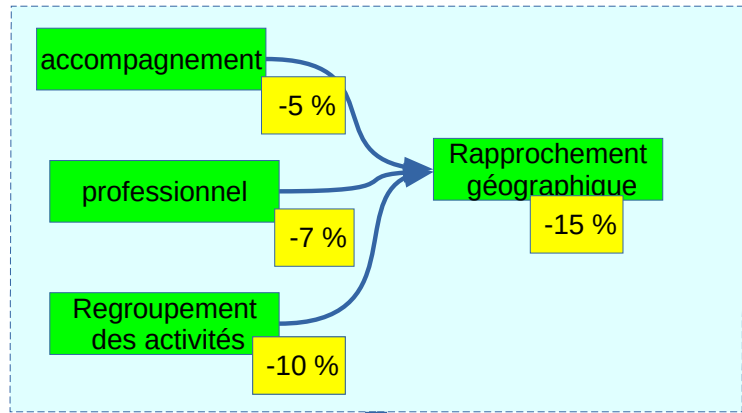 accompagnement
-5 %
professionnel
-7 %
Regroupement
des activités
-10 %
Rapprochement
géographique
-15 %